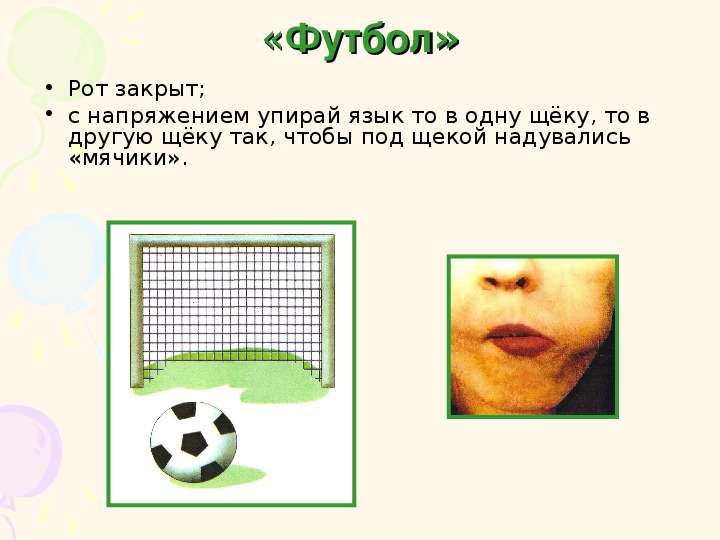 «Футбол»
• Рот закрыт;
• с напряжением упирай язык то в одну щёку, то в
другую щёку так, чтобы под щекой надувались
«мячики».